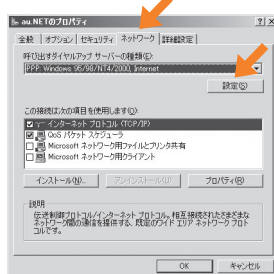 au.NETのプロパティ
全般 オプション セキュリティ ネットワーク 詳細設定
呼び出すダイヤルアップ サーバーの種類(E):
PPP: Windows 95/98/NT4/2000, Internet
設定(S)
この接続は次の項目を使用します(O):
インターネット プロトコル (TCP/IP)
QoS パケット スケジューラ
Microsoft ネットワーク用ファイルとプリンタ共有
Microsoft ネットワーク用クライアント
インストール(N)... アンインストール(U) プロパティ(R)
説明
伝送制御プロトコル/インターネット プロトコル。相互接続されたさまざまな
ネットワーク間の通信を提供する、既定のワイド エリア ネットワーク プロト
コルです。
OK キャンセル